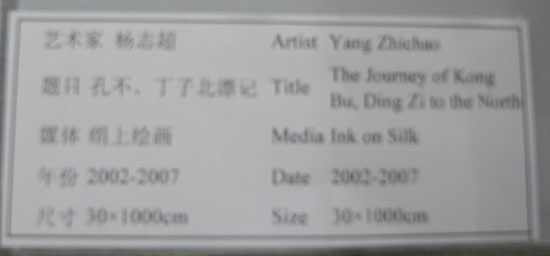 艺术家 杨志超 Artist Yang Zhichao
题目 孔不、丁子北漂记 Title The Journey of Kong
Bu, Ding Zi to the North
媒体 绢上绘画 Media Ink on Silk
年份 2002-2007 Date 2002-2007
尺寸 30×1000cm Size 30×1000cm